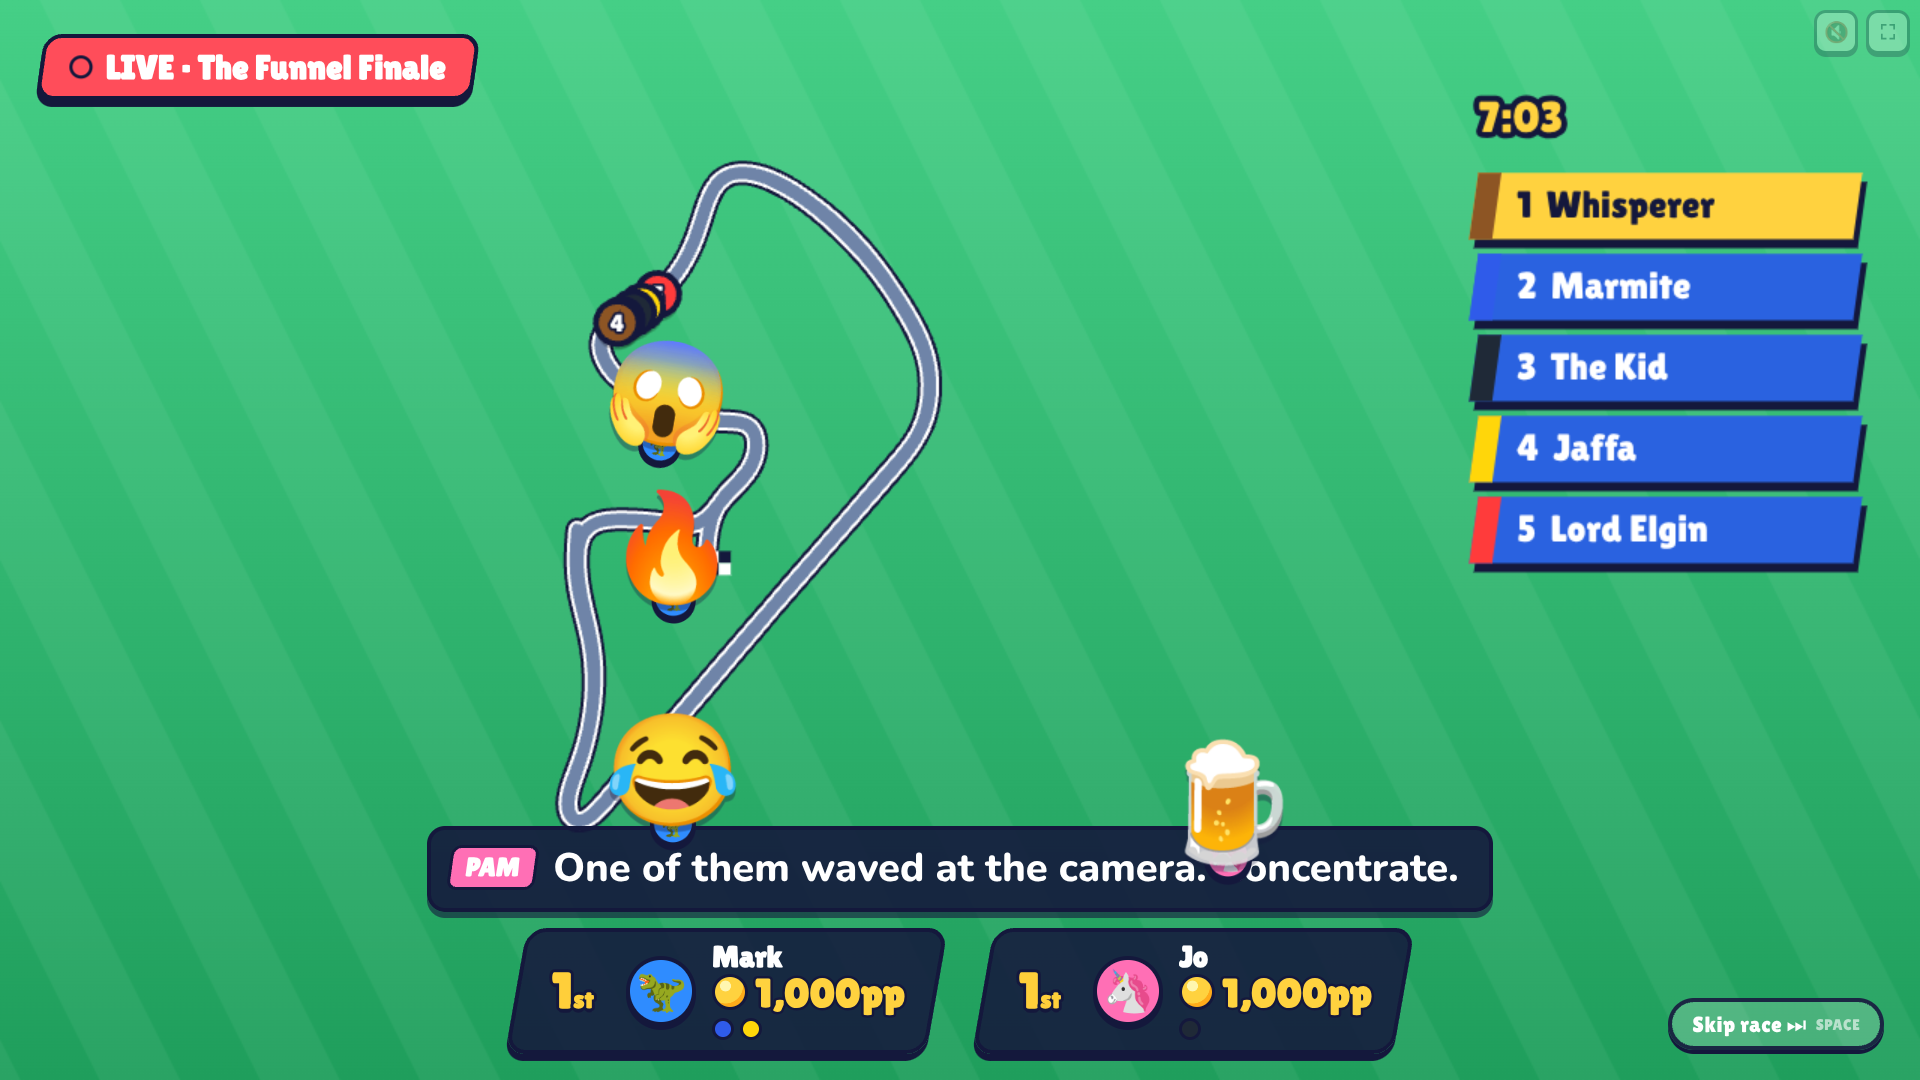 LIVE · The Funnel Finale
7:03
1 Whisperer
2 Marmite
3 The Kid
4 Jaffa
5 Lord Elgin
4
PAM One of them waved at the camera. oncentrate.
1st Mark 1,000pp
1st Jo 1,000pp
Skip race SPACE